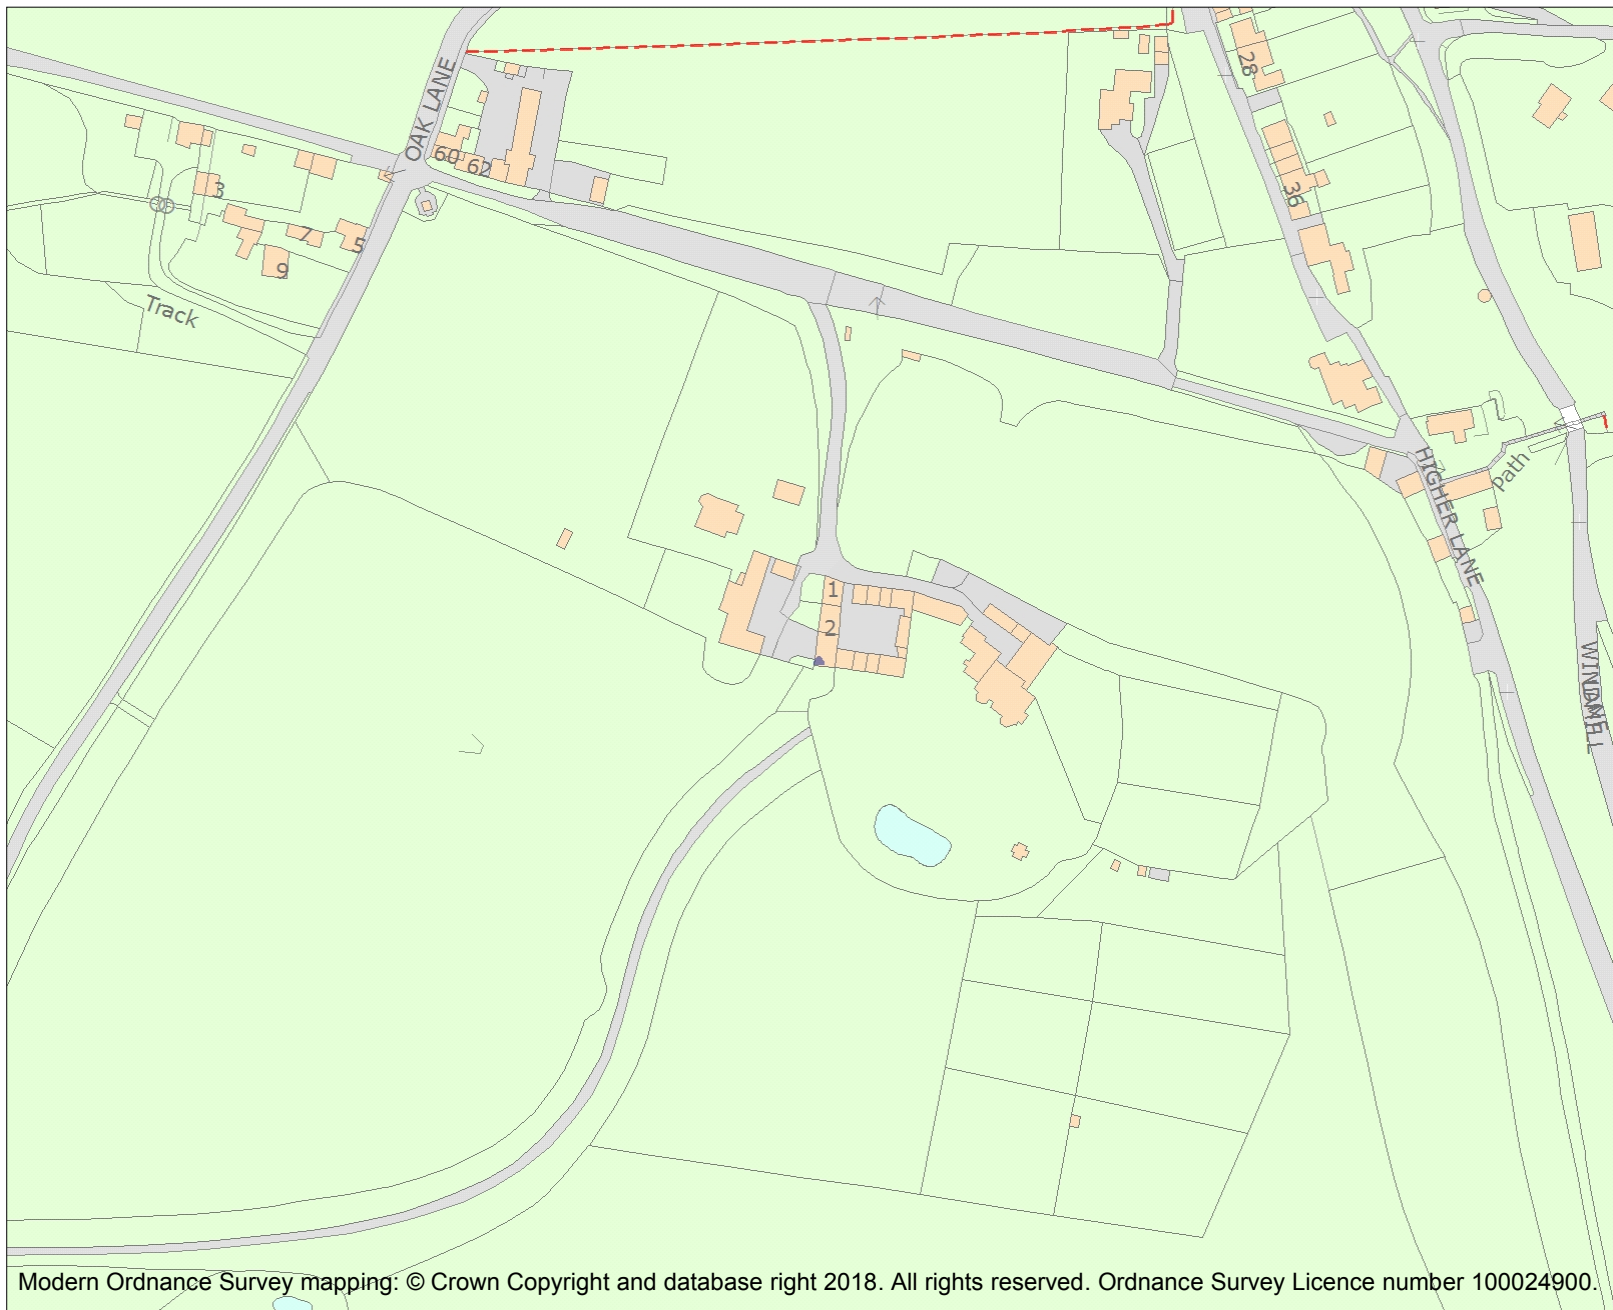 OAK LANE
28
60
62
3
36
7
5
9
Track
HIGHER LANE
Path
1
2
Modern Ordnance Survey mapping: © Crown Copyright and database right 2018. All rights reserved. Ordnance Survey Licence number 100024900.